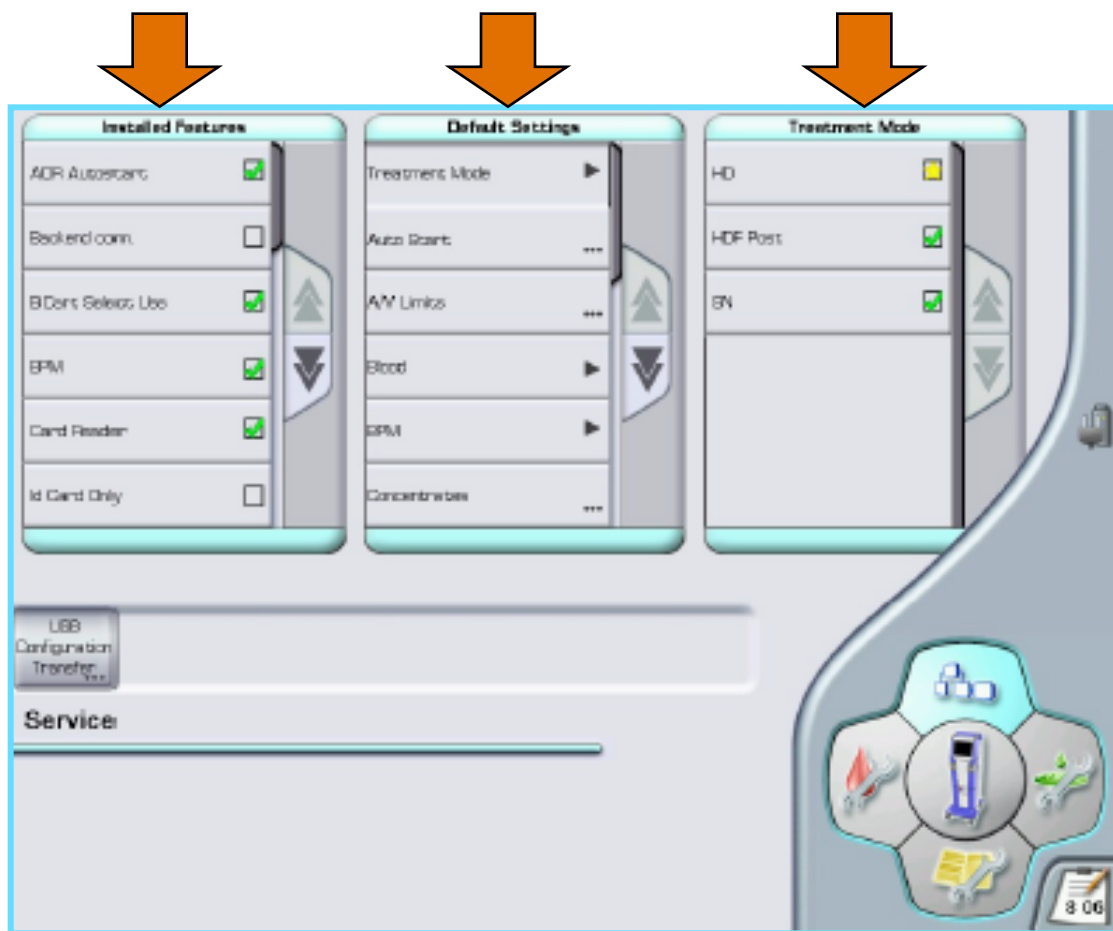 Installed Features
ADR Autostart
Backend conn.
BiCart Select Use
BPM
Card Reader
Id Card Only
Default Settings
Treatment Mode
Auto Start
...
A/V Limits
...
Blood
BPM
Concentrates
...
Treatment Mode
HD
HDF Post
SN
USB
Configuration
Transfer...
Service
8 06